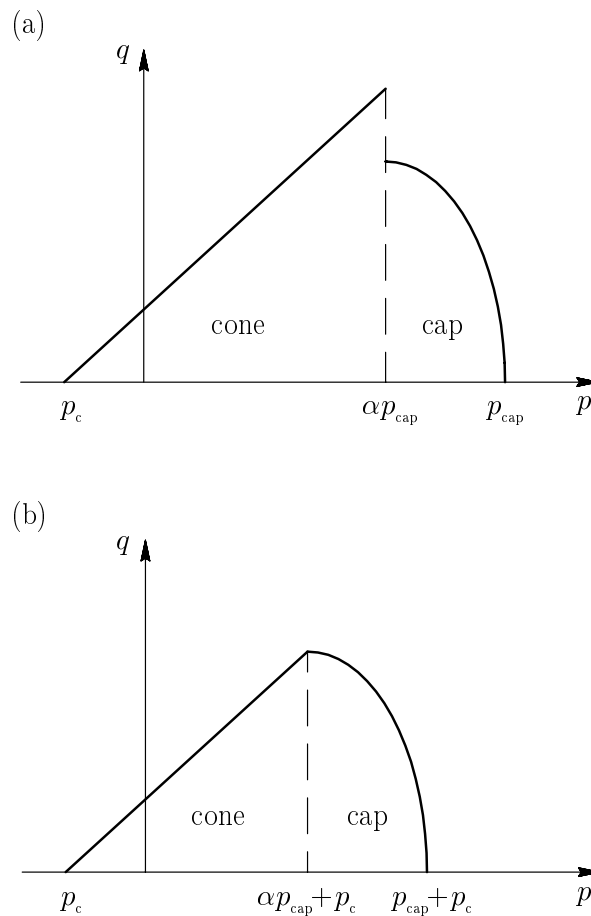 (a)
q
cone
cap
p_c
αp_cap
p_cap
p
(b)
q
cone
cap
p_c
αp_cap+p_c
p_cap+p_c
p